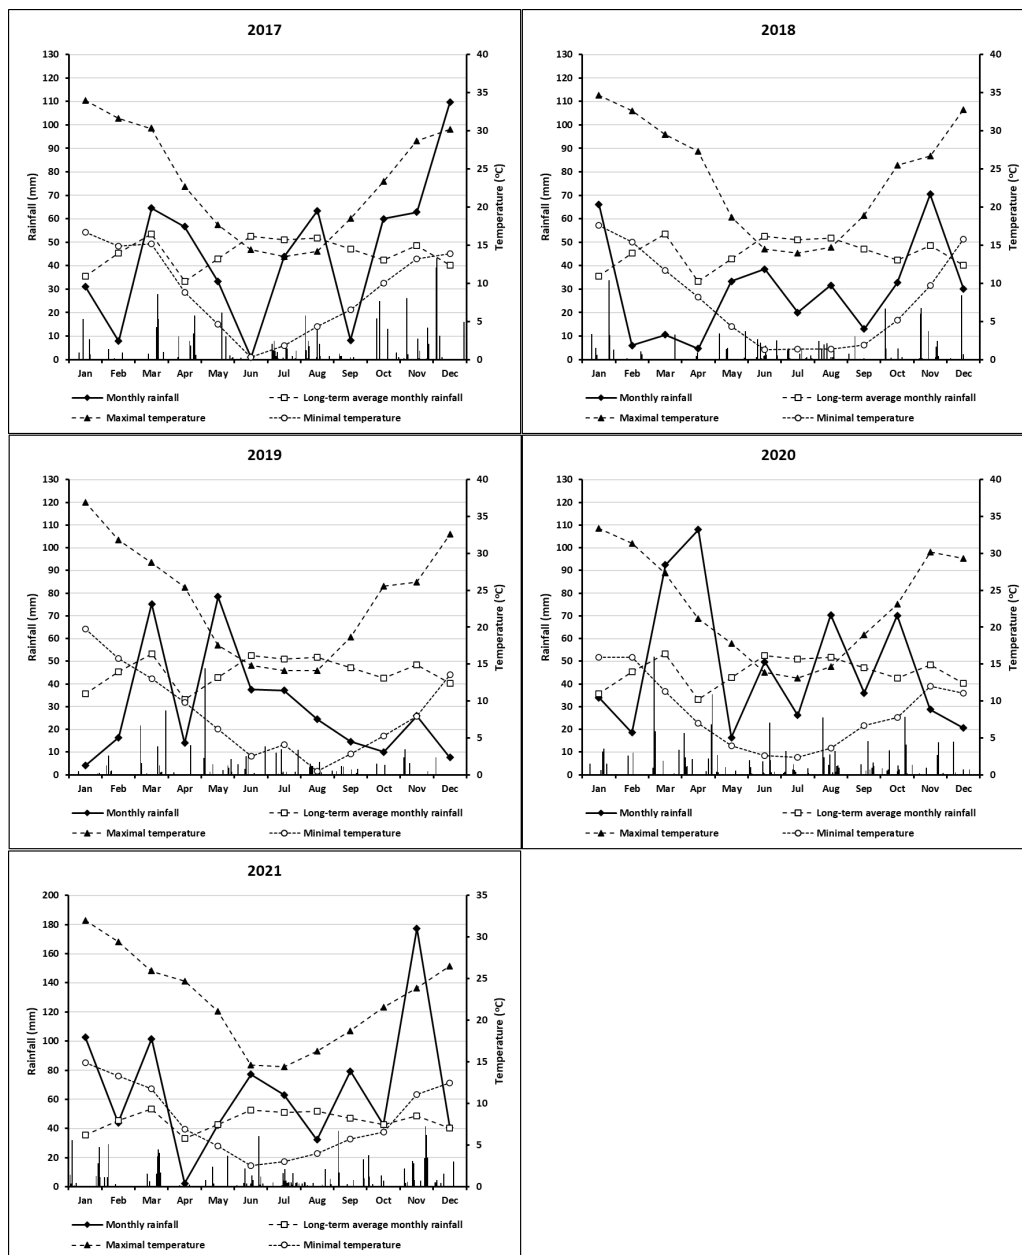 2017
130 120 110 100 90 80 70 60 50 40 30 20 10 0
Rainfall (mm)
40 35 30 25 20 15 10 5 0
Temperature (ºC)
Jan Feb Mar Apr May Jun Jul Aug Sep Oct Nov Dec
Monthly rainfall Long-term average monthly rainfall
Maximal temperature Minimal temperature
2018
130 120 110 100 90 80 70 60 50 40 30 20 10 0
Rainfall (mm)
40 35 30 25 20 15 10 5 0
Temperature (ºC)
Jan Feb Mar Apr May Jun Jul Aug Sep Oct Nov Dec
Monthly rainfall Long-term average monthly rainfall
Maximal temperature Minimal temperature
2019
130 120 110 100 90 80 70 60 50 40 30 20 10 0
Rainfall (mm)
40 35 30 25 20 15 10 5 0
Temperature (ºC)
Jan Feb Mar Apr May Jun Jul Aug Sep Oct Nov Dec
Monthly rainfall Long-term average monthly rainfall
Maximal temperature Minimal temperature
2020
130 120 110 100 90 80 70 60 50 40 30 20 10 0
Rainfall (mm)
40 35 30 25 20 15 10 5 0
Temperature (ºC)
Jan Feb Mar Apr May Jun Jul Aug Sep Oct Nov Dec
Monthly rainfall Long-term average monthly rainfall
Maximal temperature Minimal temperature
2021
200 180 160 140 120 100 80 60 40 20 0
Rainfall (mm)
35 30 25 20 15 10 5 0
Temperature (ºC)
Jan Feb Mar Apr May Jun Jul Aug Sep Oct Nov Dec
Monthly rainfall Long-term average monthly rainfall
Maximal temperature Minimal temperature